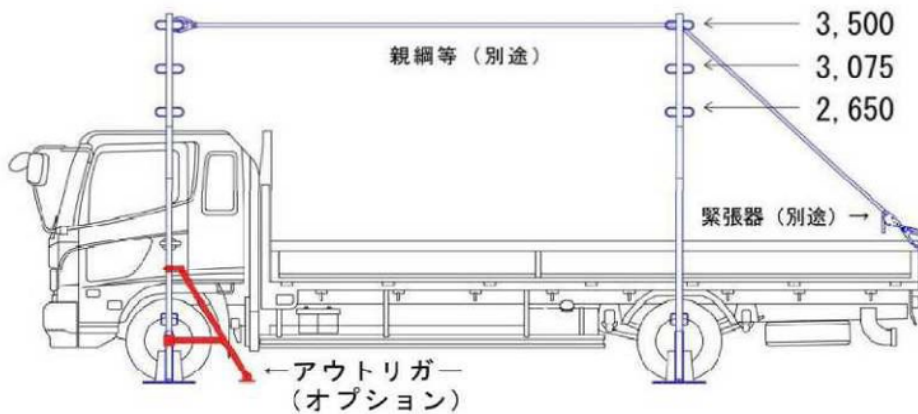 3,500
親綱等（別途）
3,075
2,650
緊張器（別途）→
←アウトリガー
（オプション）